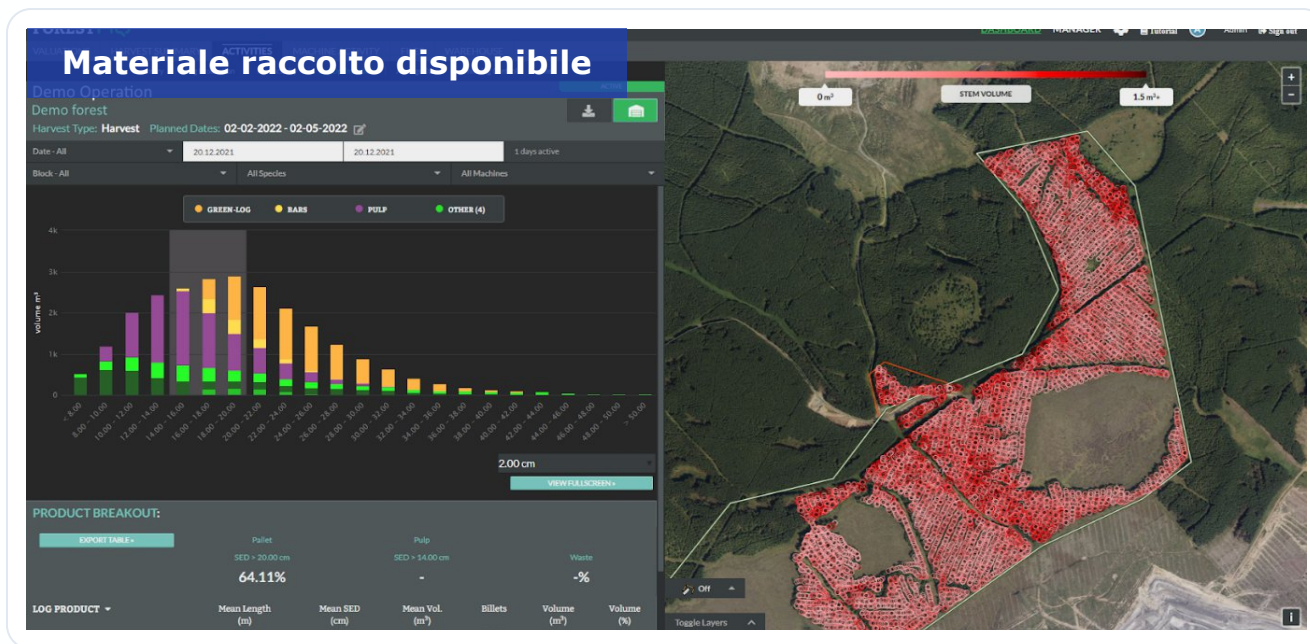 DASHBOARD MANAGER Tutorial Admin Sign out
ACTIVITIES
Materiale raccolto disponibile
Demo Operation
Demo forest
Harvest Type: Harvest Planned Dates: 02-02-2022 - 02-05-2022
Date - All 20.12.2021 20.12.2021 1 days active
Block - All All Species All Machines
GREEN-LOG BARS PULP OTHER (4)
4k
3k
2k
1k
0
volume m³
< 8.00 8.00 - 10.00 10.00 - 12.00 12.00 - 14.00 14.00 - 16.00 16.00 - 18.00 18.00 - 20.00 20.00 - 22.00 22.00 - 24.00 24.00 - 26.00 26.00 - 28.00 28.00 - 30.00 30.00 - 32.00 32.00 - 34.00 34.00 - 36.00 36.00 - 38.00 38.00 - 40.00 40.00 - 42.00 42.00 - 44.00 44.00 - 46.00 46.00 - 48.00 48.00 - 50.00 > 50.00
2.00 cm
VIEW FULLSCREEN »
PRODUCT BREAKOUT:
EXPORT TABLE » Pallet Pulp
SED > 20.00 cm SED > 14.00 cm Waste
64.11% - -%
LOG PRODUCT Mean Length Mean SED Mean Vol. Billets Volume Volume
(m) (cm) (m³) (m³) (%)
0 m³ STEM VOLUME 1.5 m³+
+
-
Off
Toggle Layers
i